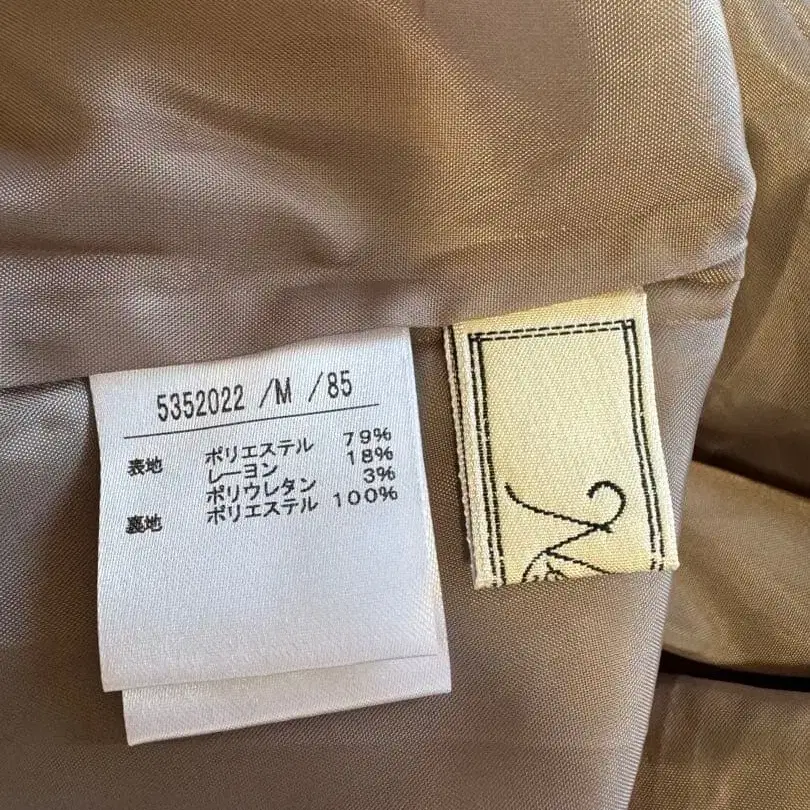 5352022 /M /85
表地 ポリエステル 79%
レーヨン 18%
ポリウレタン 3%
裏地 ポリエステル 100%